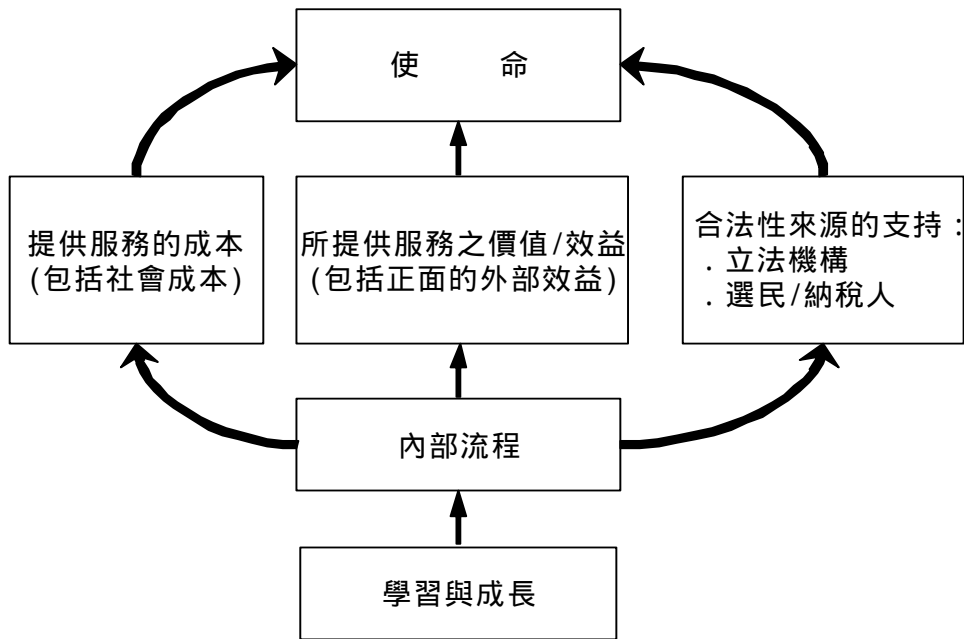 使 命
提供服務的成本
(包括社會成本)
所提供服務之價值/效益
(包括正面的外部效益)
合法性來源的支持:
. 立法機構
. 選民/納稅人
內部流程
學習與成長